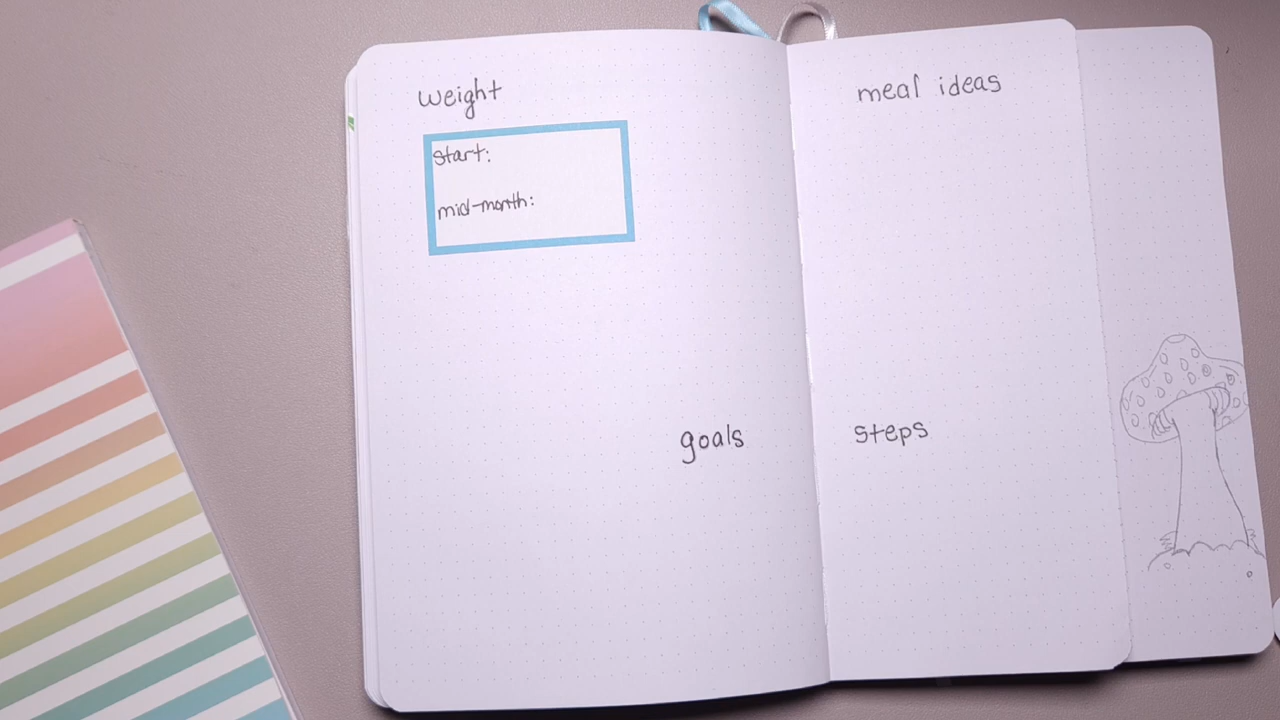 weight
start:
mid-month:
goals
meal ideas
steps